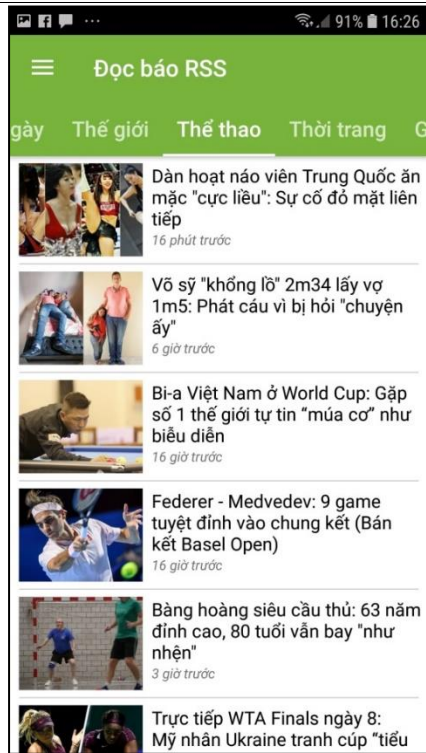 91% 16:26
Đọc báo RSS
gày Thế giới Thể thao Thời trang G
Dàn hoạt náo viên Trung Quốc ăn
mặc "cực liều": Sự cố đỏ mặt liên
tiếp
16 phút trước
Võ sỹ "khổng lồ" 2m34 lấy vợ
1m5: Phát cáu vì bị hỏi "chuyện
ấy"
6 giờ trước
Bi-a Việt Nam ở World Cup: Gặp
số 1 thế giới tự tin “múa cơ” như
biễu diễn
16 giờ trước
Federer - Medvedev: 9 game
tuyệt đỉnh vào chung kết (Bán
kết Basel Open)
16 giờ trước
Bàng hoàng siêu cầu thủ: 63 năm
đỉnh cao, 80 tuổi vẫn bay "như
nhện"
3 giờ trước
Trực tiếp WTA Finals ngày 8:
Mỹ nhân Ukraine tranh cúp “tiểu